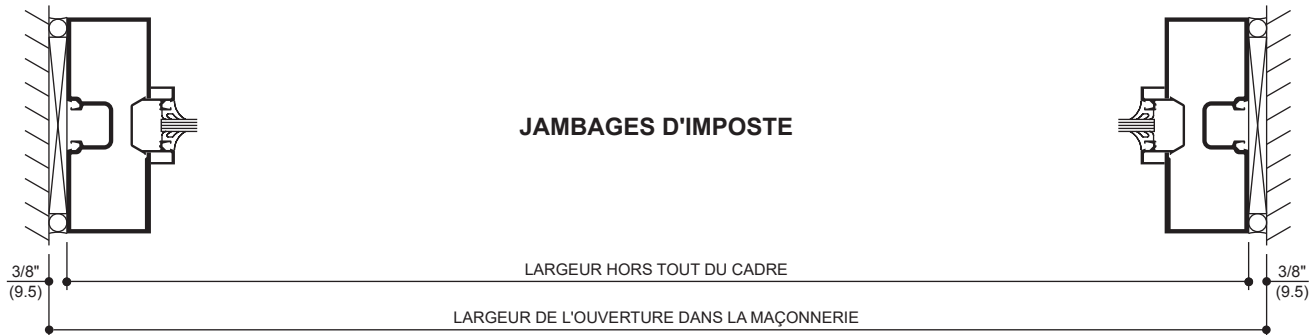 JAMBAGES D'IMPOSTE
3/8"
(9.5)
LARGEUR HORS TOUT DU CADRE
3/8"
(9.5)
LARGEUR DE L'OUVERTURE DANS LA MAÇONNERIE